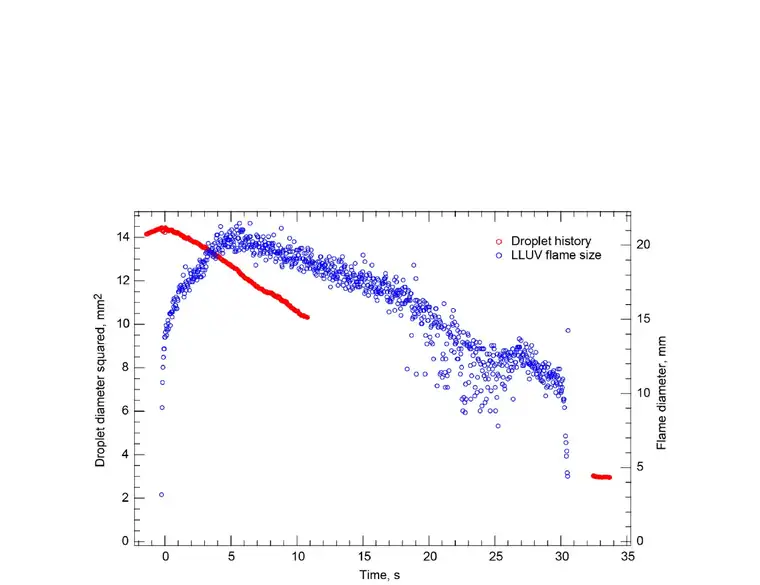 Droplet history
LLUV flame size
Droplet diameter squared, mm2
14
12
10
8
6
4
2
0
20
15
10
5
0
Flame diameter, mm
0 5 10 15 20 25 30 35
Time, s